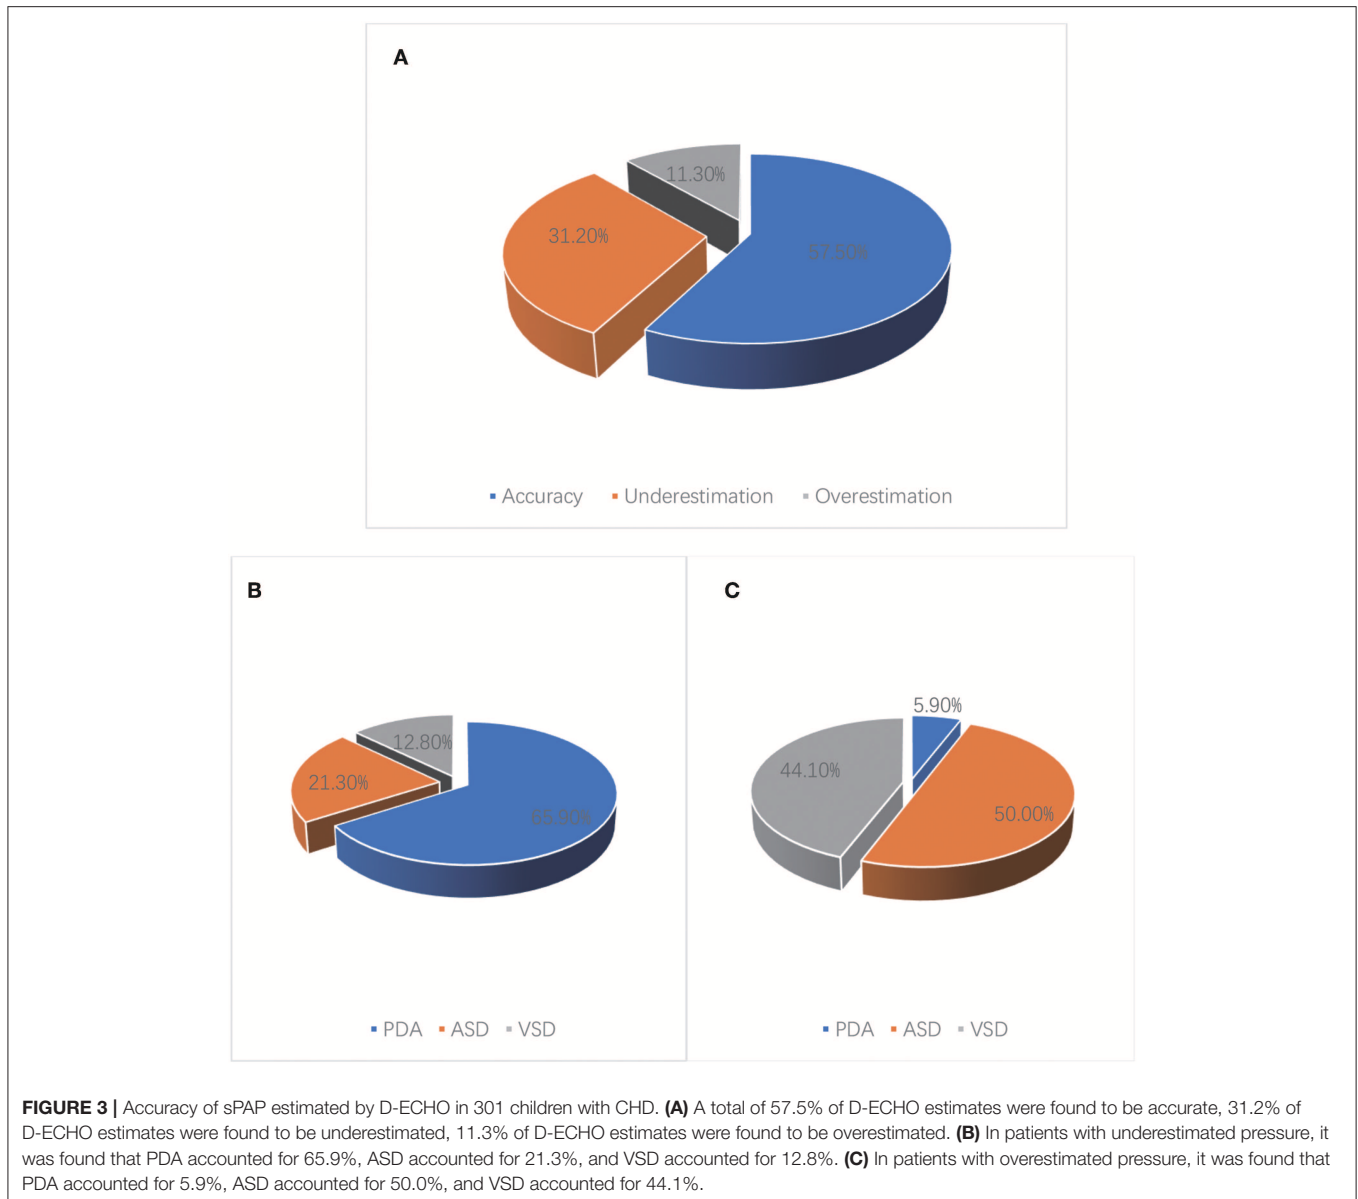 A
11.30%
31.20%
57.50%
Accuracy Underestimation Overestimation
B
12.80%
21.30%
65.90%
PDA ASD VSD
C
5.90%
44.10%
50.00%
PDA ASD VSD
FIGURE 3 | Accuracy of sPAP estimated by D-ECHO in 301 children with CHD. (A) A total of 57.5% of D-ECHO estimates were found to be accurate, 31.2% of
D-ECHO estimates were found to be underestimated, 11.3% of D-ECHO estimates were found to be overestimated. (B) In patients with underestimated pressure, it
was found that PDA accounted for 65.9%, ASD accounted for 21.3%, and VSD accounted for 12.8%. (C) In patients with overestimated pressure, it was found that
PDA accounted for 5.9%, ASD accounted for 50.0%, and VSD accounted for 44.1%.